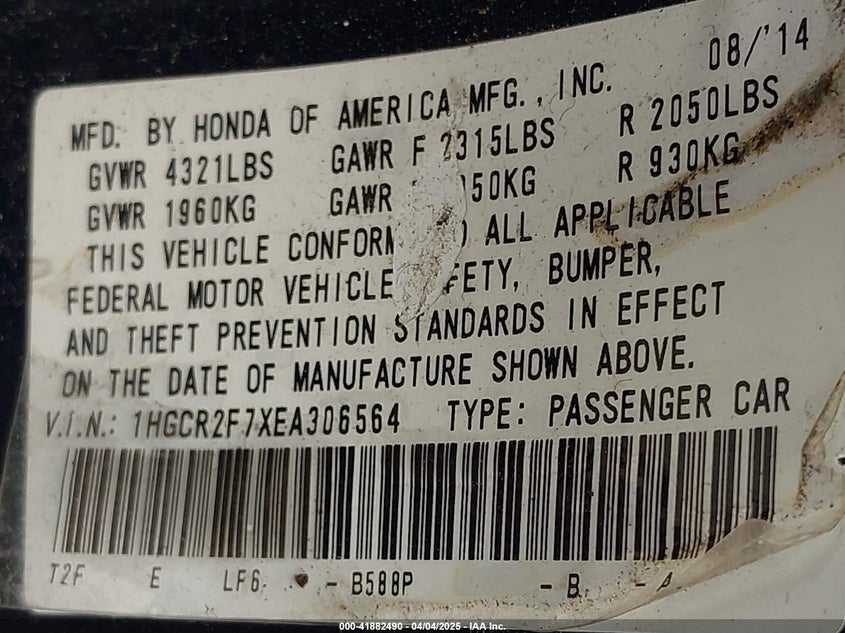 08/'14
MFD. BY HONDA OF AMERICA MFG., INC.
GVWR 4321LBS GAWR F 2315LBS R 2050LBS
GVWR 1960KG GAWR 050KG R 930KG
THIS VEHICLE ALL APPLICABLE
FEDERAL MOTOR VEHICLE BUMPER,
AND THEFT PREVENTION STANDARDS IN EFFECT
ON THE DATE OF MANUFACTURE SHOWN ABOVE.
V.I.N.: 1HGCR2F7XEA306564 TYPE: PASSENGER CAR
T2F E LF6 - B588P - B -
000-41882490 - 04/04/2025 - IAA Inc.